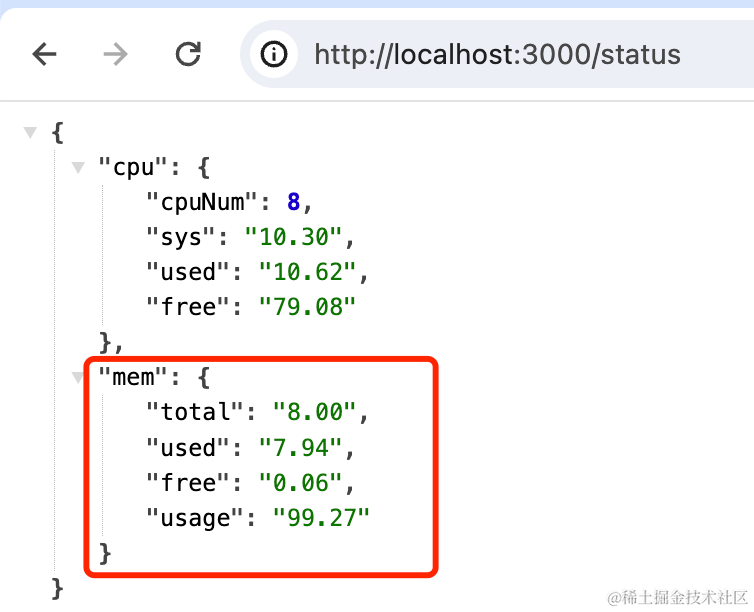 http://localhost:3000/status
{
"cpu": {
"cpuNum": 8,
"sys": "10.30",
"used": "10.62",
"free": "79.08"
},
"mem": {
"total": "8.00",
"used": "7.94",
"free": "0.06",
"usage": "99.27"
}
}
@稀土掘金技术社区